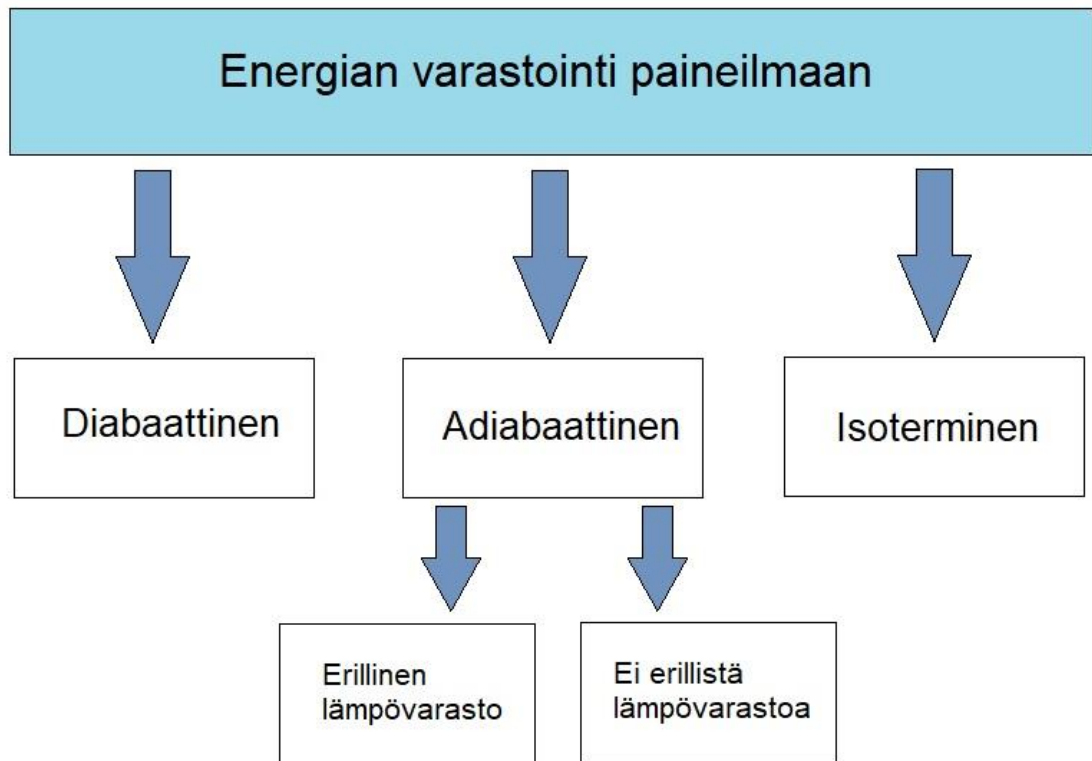 Energian varastointi paineilmaan
Diabaattinen
Adiabaattinen
Isoterminen
Erillinen
lämpövarasto
Ei erillistä
lämpövarastoa